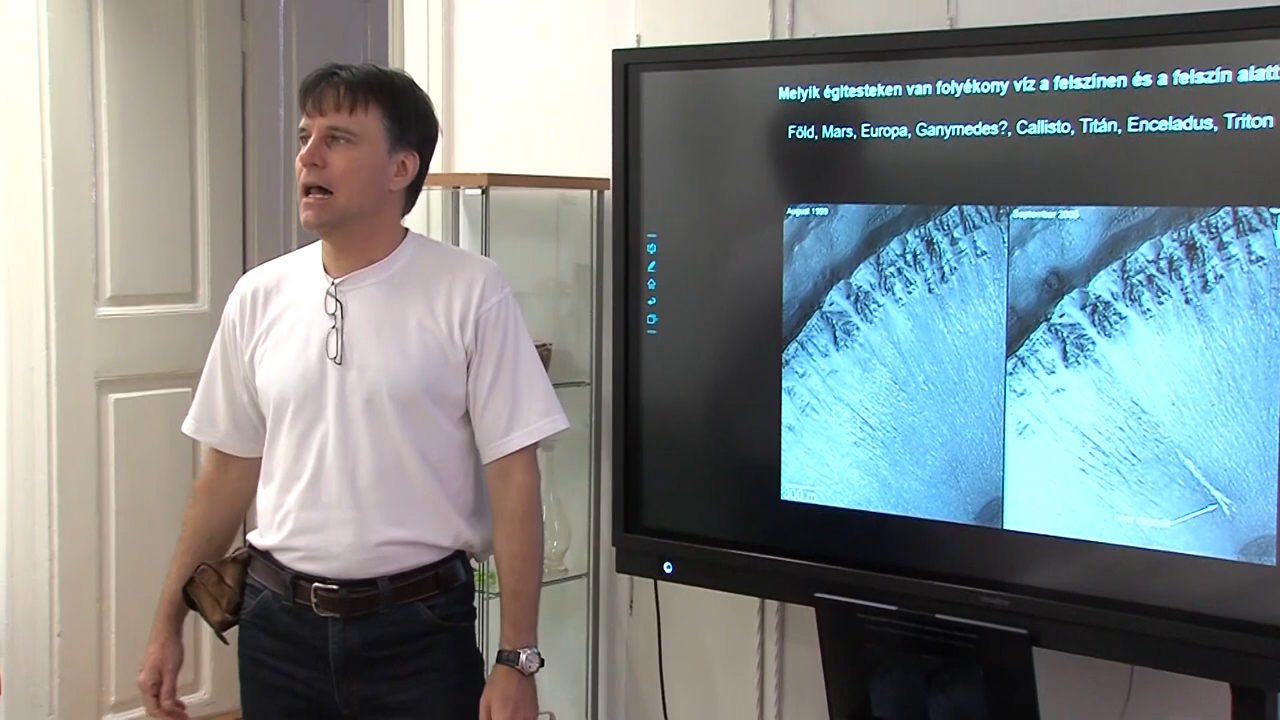 Melyik égitesteken van folyékony víz a felszínen és a felszín alatt
Föld, Mars, Europa, Ganymedes?, Callisto, Titán, Enceladus, Triton
August 1999
September